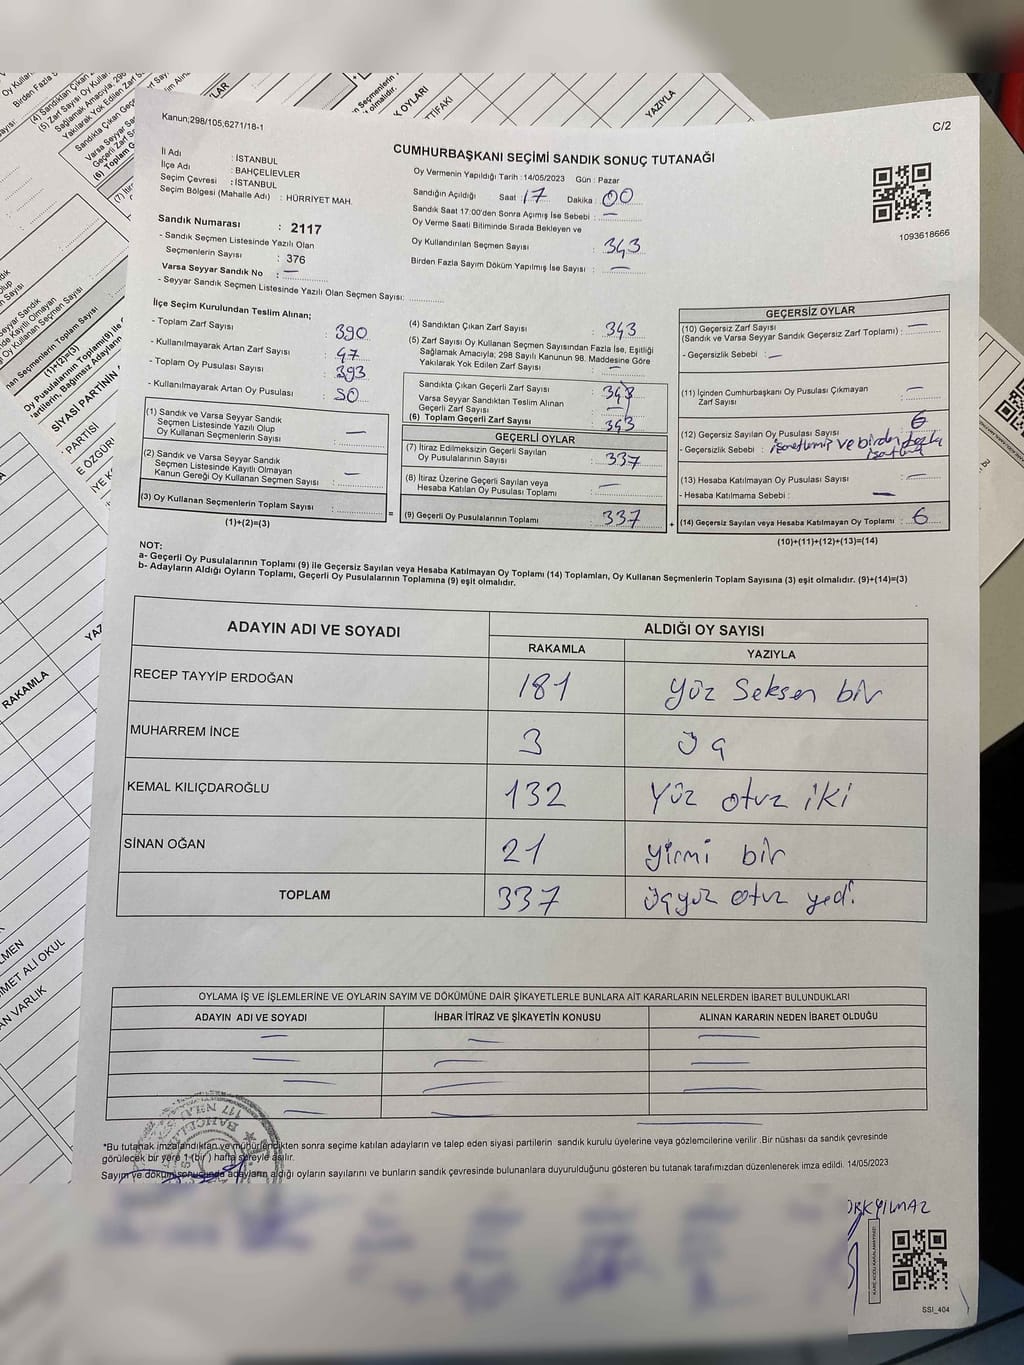 Kanun;298/105,6271/18-1
C/2
CUMHURBAŞKANI SEÇİMİ SANDIK SONUÇ TUTANAĞI
İl Adı : İSTANBUL
İlçe Adı : BAHÇELİEVLER
Seçim Çevresi : İSTANBUL
Seçim Bölgesi (Mahalle Adı) : HÜRRİYET MAH.
Sandık Numarası : 2117
- Sandık Seçmen Listesinde Yazılı Olan
Seçmenlerin Sayısı : 376
Varsa Seyyar Sandık No : —
- Seyyar Sandık Seçmen Listesinde Yazılı Olan Seçmen Sayısı:
Oy Vermenin Yapıldığı Tarih : 14/05/2023 Gün : Pazar
Sandığın Açıldığı Saat : 17 Dakika : 00
Sandık Saat 17:00'den Sonra Açımış İse Sebebi : —
Oy Verme Saati Bitiminde Sırada Bekleyen ve
Oy Kullandırılan Seçmen Sayısı : 343
Birden Fazla Sayım Döküm Yapılmış İse Sayısı : —
1093618666
İlçe Seçim Kurulundan Teslim Alınan;
- Toplam Zarf Sayısı : 390
- Kullanılmayarak Artan Zarf Sayısı : 47
- Toplam Oy Pusulası Sayısı : 393
- Kullanılmayarak Artan Oy Pusulası : 50
(1) Sandık ve Varsa Seyyar Sandık
Seçmen Listesinde Yazılı Olup
Oy Kullanan Seçmenlerin Sayısı : —
(2) Sandık ve Varsa Seyyar Sandık
Seçmen Listesinde Kayıtlı Olmayan
Kanun Gereği Oy Kullanan Seçmen Sayısı : —
(3) Oy Kullanan Seçmenlerin Toplam Sayısı :
(1)+(2)=(3)
=
(4) Sandıktan Çıkan Zarf Sayısı : 343
(5) Zarf Sayısı Oy Kullanan Seçmen Sayısından Fazla İse, Eşitliği
Sağlamak Amacıyla; 298 Sayılı Kanunun 98. Maddesine Göre
Yakılarak Yok Edilen Zarf Sayısı : —
Sandıkta Çıkan Geçerli Zarf Sayısı : 343
Varsa Seyyar Sandıktan Teslim Alınan
Geçerli Zarf Sayısı : —
(6) Toplam Geçerli Zarf Sayısı : 343
GEÇERLİ OYLAR
(7) İtiraz Edilmeksizin Geçerli Sayılan
Oy Pusulalarının Sayısı : 337
(8) İtiraz Üzerine Geçerli Sayılan veya
Hesaba Katılan Oy Pusulası Toplamı : —
(9) Geçerli Oy Pusulalarının Toplamı : 337
+
GEÇERSİZ OYLAR
(10) Geçersiz Zarf Sayısı
(Sandık ve Varsa Seyyar Sandık Geçersiz Zarf Toplamı) : —
- Geçersizlik Sebebi : —
(11) İçinden Cumhurbaşkanı Oy Pusulası Çıkmayan
Zarf Sayısı : —
(12) Geçersiz Sayılan Oy Pusulası Sayısı : 6
- Geçersizlik Sebebi : ve birden fazla
(13) Hesaba Katılmayan Oy Pusulası Sayısı : —
- Hesaba Katılmama Sebebi : —
(14) Geçersiz Sayılan veya Hesaba Katılmayan Oy Toplamı : 6
(10)+(11)+(12)+(13)=(14)
NOT:
a- Geçerli Oy Pusulalarının Toplamı (9) ile Geçersiz Sayılan veya Hesaba Katılmayan Oy Toplamı (14) Toplamları, Oy Kullanan Seçmenlerin Toplam Sayısına (3) eşit olmalıdır. (9)+(14)=(3)
b- Adayların Aldığı Oyların Toplamı, Geçerli Oy Pusulalarının Toplamına (9) eşit olmalıdır.
ADAYIN ADI VE SOYADI ALDIĞI OY SAYISI
RAKAMLA YAZIYLA
RECEP TAYYİP ERDOĞAN 181 Yüz Seksen bir
MUHARREM İNCE 3 üç
KEMAL KILIÇDAROĞLU 132 Yüz otuz iki
SİNAN OĞAN 21 yirmi bir
TOPLAM 337 üçyüz otuz yedi
OYLAMA İŞ VE İŞLEMLERİNE VE OYLARIN SAYIM VE DÖKÜMÜNE DAİR ŞİKAYETLERLE BUNLARA AİT KARARLARIN NELERDEN İBARET BULUNDUKLARI
ADAYIN ADI VE SOYADI İHBAR İTİRAZ VE ŞİKAYETİN KONUSU ALINAN KARARIN NEDEN İBARET OLDUĞU
*Bu tutanak imzalandıktan ve mühürlendikten sonra seçime katılan adayların ve talep eden siyasi partilerin sandık kurulu üyelerine veya gözlemcilerine verilir .Bir nüshası da sandık çevresinde
görülecek bir yere 1 (bir ) hafta süreyle asılır.
Sayım ve döküm sonucunda adayların aldığı oyların sayılarını ve bunların sandık çevresinde bulunanlara duyurulduğunu gösteren bu tutanak tarafımızdan düzenlenerek imza edildi. 14/05/2023
KARE KODU KARALAMAYINIZ!
SSI_404